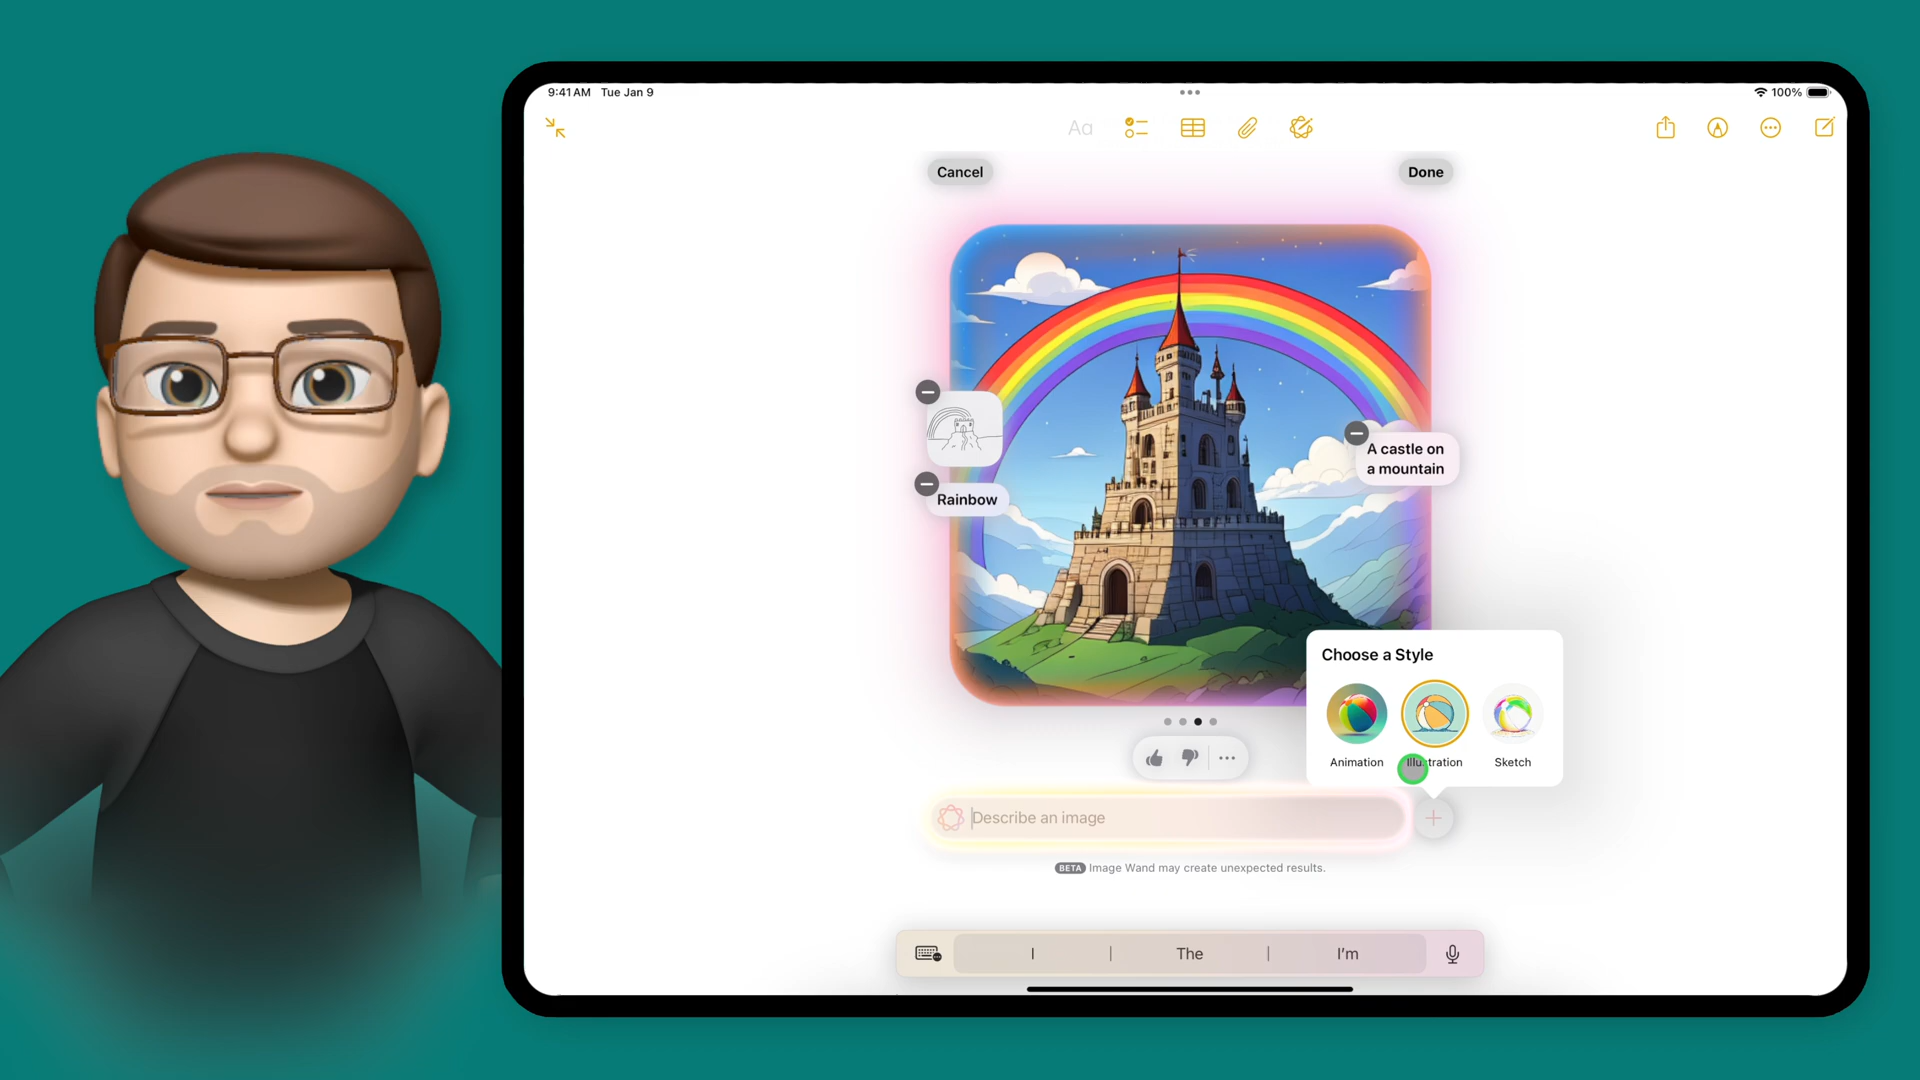 9:41 AM Tue Jan 9
100%
Aa
Cancel
Done
A castle on
a mountain
Rainbow
Choose a Style
Animation
Illustration
Sketch
Describe an image
BETA Image Wand may create unexpected results.
I
The
I'm